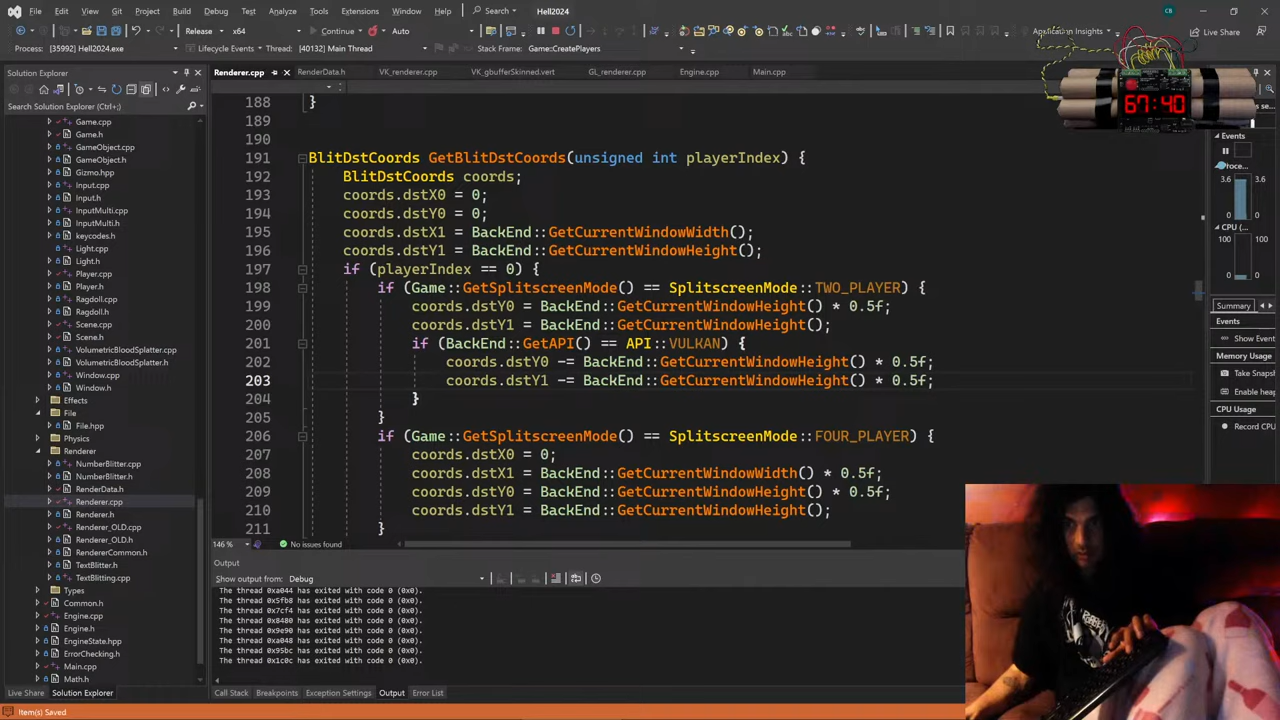 File Edit View Git Project Build Debug Test Analyze Tools Extensions Window Help Search Hell2024 CB
Release x64 Continue Auto Application Insights Live Share
Process: [35992] Hell2024.exe Lifecycle Events Thread: [40132] Main Thread Stack Frame: Game::CreatePlayers
67:40
Solution Explorer
Search Solution Explorer (Ctrl+;)
Game.cpp
Game.h
GameObject.cpp
GameObject.h
Gizmo.hpp
Input.cpp
Input.h
InputMulti.cpp
InputMulti.h
keycodes.h
Light.cpp
Light.h
Player.cpp
Player.h
Ragdoll.cpp
Ragdoll.h
Scene.cpp
Scene.h
VolumetricBloodSplatter.cpp
VolumetricBloodSplatter.h
Window.cpp
Window.h
Effects
File
File.hpp
Physics
Renderer
NumberBlitter.cpp
NumberBlitter.h
RenderData.h
Renderer.cpp
Renderer.h
Renderer_OLD.cpp
Renderer_OLD.h
RendererCommon.h
TextBlitter.h
TextBlitting.cpp
Types
Common.h
Engine.cpp
Engine.h
EngineState.hpp
ErrorChecking.h
Main.cpp
Math.h
Live Share Solution Explorer
Renderer.cpp RenderData.h VK_renderer.cpp VK_gbufferSkinned.vert GL_renderer.cpp Engine.cpp Main.cpp
188 }
189
190
191 BlitDstCoords GetBlitDstCoords(unsigned int playerIndex) {
192 BlitDstCoords coords;
193 coords.dstX0 = 0;
194 coords.dstY0 = 0;
195 coords.dstX1 = BackEnd::GetCurrentWindowWidth();
196 coords.dstY1 = BackEnd::GetCurrentWindowHeight();
197 if (playerIndex == 0) {
198 if (Game::GetSplitscreenMode() == SplitscreenMode::TWO_PLAYER) {
199 coords.dstY0 = BackEnd::GetCurrentWindowHeight() * 0.5f;
200 coords.dstY1 = BackEnd::GetCurrentWindowHeight();
201 if (BackEnd::GetAPI() == API::VULKAN) {
202 coords.dstY0 -= BackEnd::GetCurrentWindowHeight() * 0.5f;
203 coords.dstY1 -= BackEnd::GetCurrentWindowHeight() * 0.5f;
204 }
205 }
206 if (Game::GetSplitscreenMode() == SplitscreenMode::FOUR_PLAYER) {
207 coords.dstX0 = 0;
208 coords.dstX1 = BackEnd::GetCurrentWindowWidth() * 0.5f;
209 coords.dstY0 = BackEnd::GetCurrentWindowHeight() * 0.5f;
210 coords.dstY1 = BackEnd::GetCurrentWindowHeight();
211 }
146 % No issues found
Output
Show output from: Debug
The thread 0xa044 has exited with code 0 (0x0).
The thread 0x5fb8 has exited with code 0 (0x0).
The thread 0x7cf4 has exited with code 0 (0x0).
The thread 0x8480 has exited with code 0 (0x0).
The thread 0x9e90 has exited with code 0 (0x0).
The thread 0xa048 has exited with code 0 (0x0).
The thread 0x95bc has exited with code 0 (0x0).
The thread 0x1c0c has exited with code 0 (0x0).
Call Stack Breakpoints Exception Settings Output Error List
Item(s) Saved
Events
3.6 3.6
0 0
CPU (
100 100
0 0
Summary
Events
Show Events
Memory Usage
Take Snapsh
Enable heap
CPU Usage
Record CPU